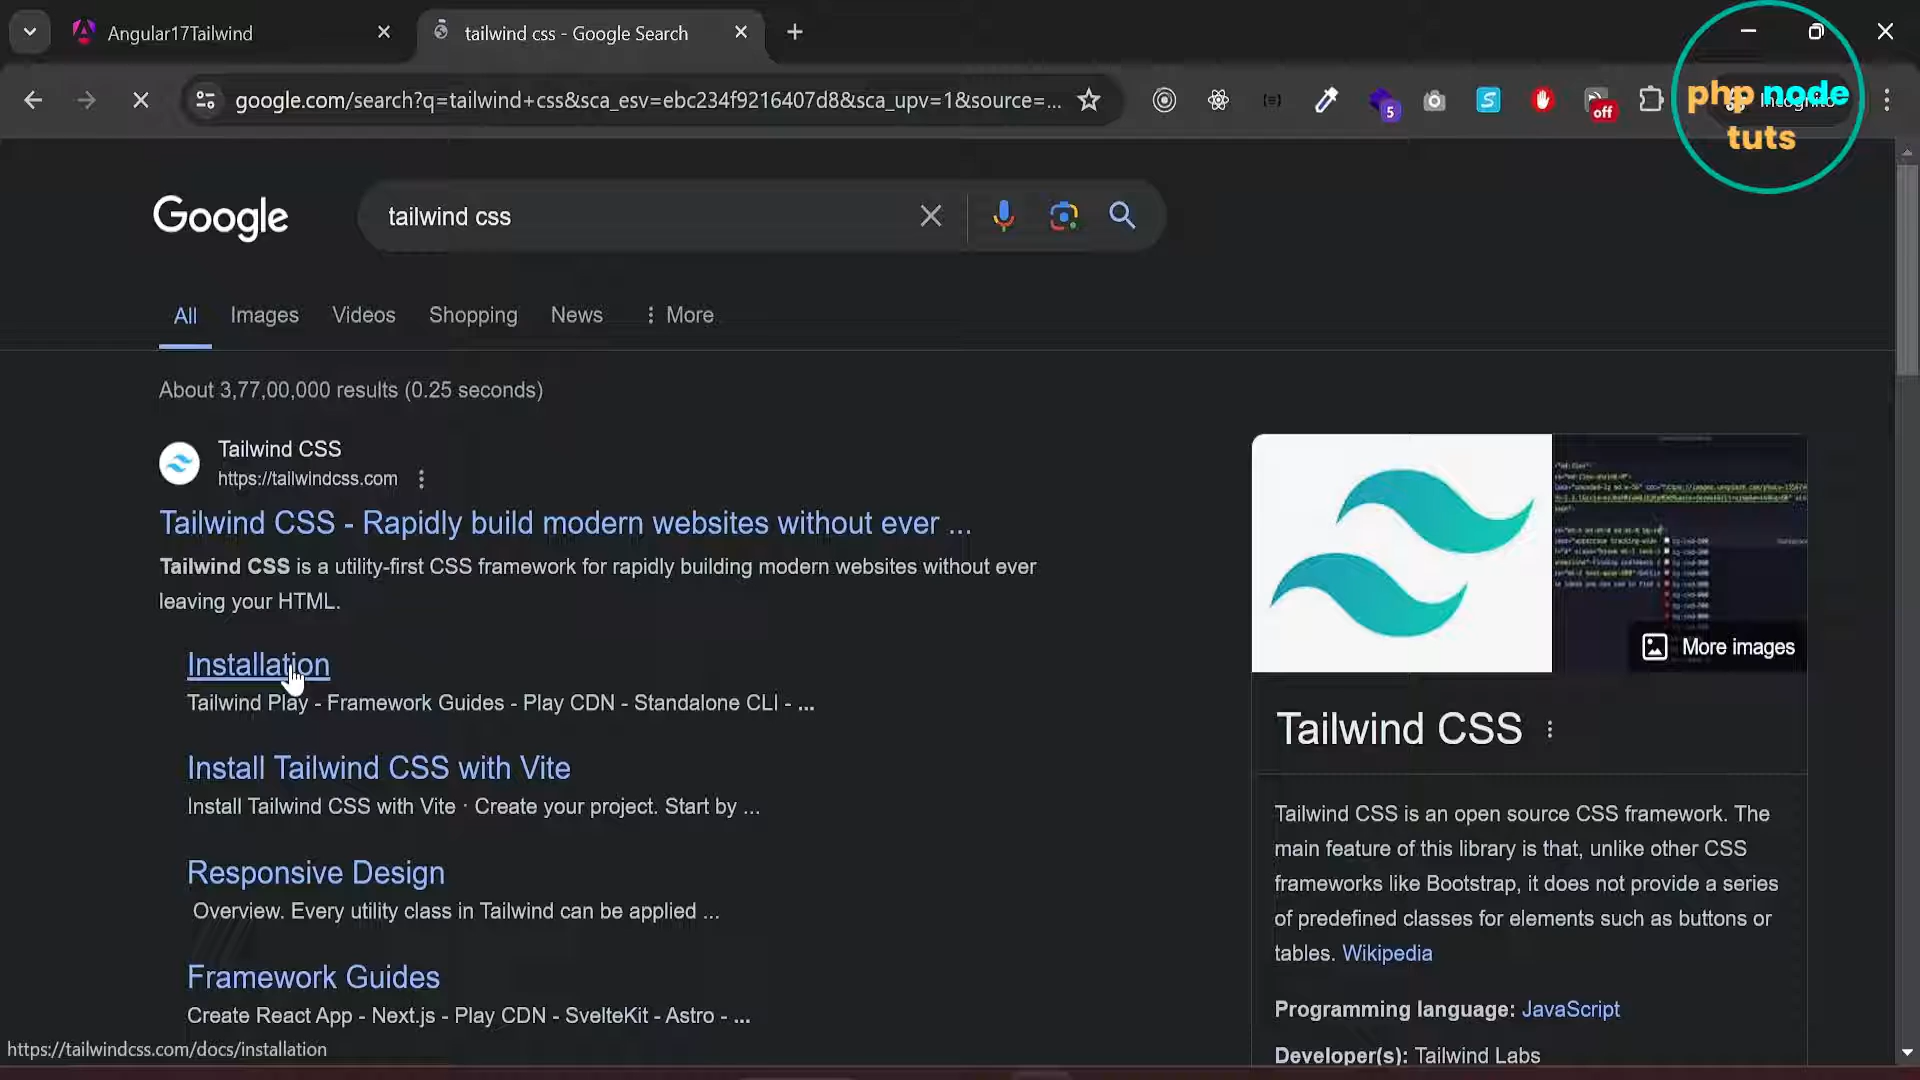 Angular17Tailwind
tailwind css - Google Search
google.com/search?q=tailwind+css&sca_esv=ebc234f9216407d8&sca_upv=1&source=...
5
off
php node
tuts
Google
tailwind css
All
Images
Videos
Shopping
News
More
About 3,77,00,000 results (0.25 seconds)
Tailwind CSS
https://tailwindcss.com
Tailwind CSS - Rapidly build modern websites without ever ...
Tailwind CSS is a utility-first CSS framework for rapidly building modern websites without ever
leaving your HTML.
Installation
Tailwind Play - Framework Guides - Play CDN - Standalone CLI - ...
Install Tailwind CSS with Vite
Install Tailwind CSS with Vite · Create your project. Start by ...
Responsive Design
Overview. Every utility class in Tailwind can be applied ...
Framework Guides
Create React App - Next.js - Play CDN - SvelteKit - Astro - ...
https://tailwindcss.com/docs/installation
More images
Tailwind CSS
Tailwind CSS is an open source CSS framework. The
main feature of this library is that, unlike other CSS
frameworks like Bootstrap, it does not provide a series
of predefined classes for elements such as buttons or
tables. Wikipedia
Programming language: JavaScript
Developer(s): Tailwind Labs